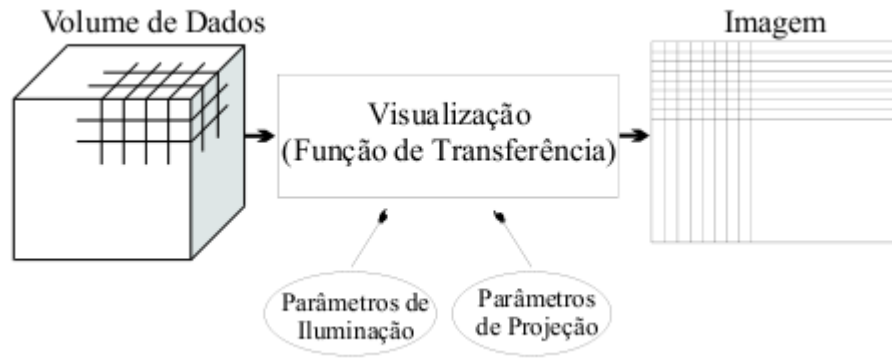 Volume de Dados
Imagem
Visualização
(Função de Transferência)
Parâmetros de
Iluminação
Parâmetros
de Projeção